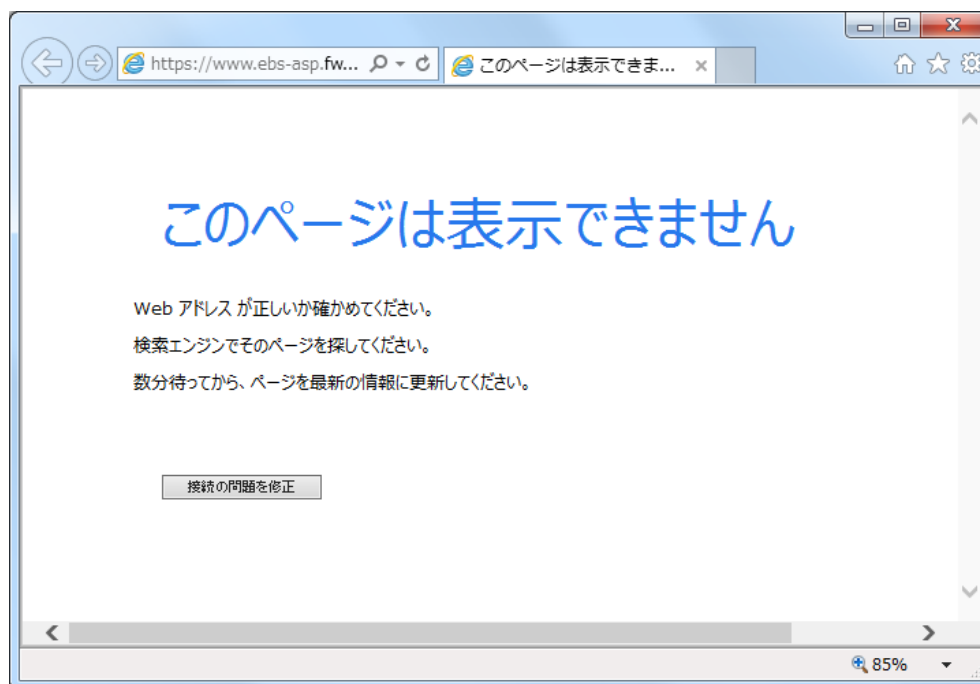 https://www.ebs-asp.fw...
このページは表示できま...
このページは表示できません
Web アドレス が正しいか確かめてください。
検索エンジンでそのページを探してください。
数分待ってから、ページを最新の情報に更新してください。
接続の問題を修正
85%